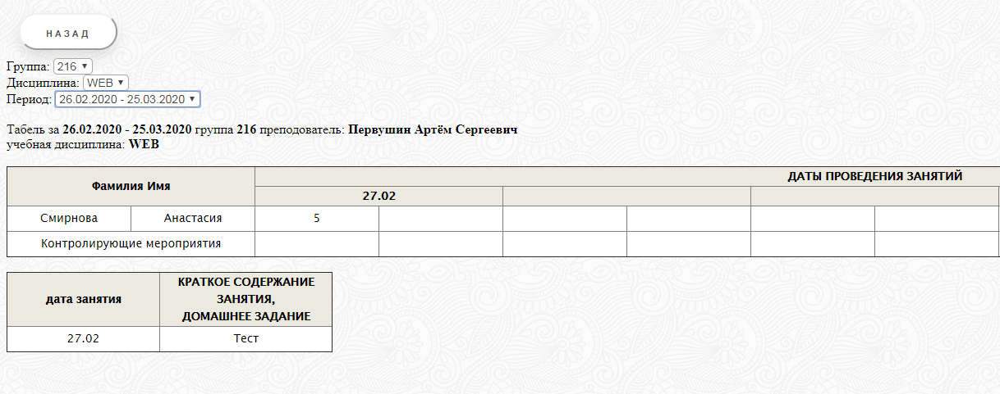 НАЗАД
Группа: 216
Дисциплина: WEB
Период: 26.02.2020 - 25.03.2020
Табель за 26.02.2020 - 25.03.2020 группа 216 преподователь: Первушин Артём Сергеевич
учебная дисциплина: WEB
Фамилия Имя
ДАТЫ ПРОВЕДЕНИЯ ЗАНЯТИЙ
27.02
Смирнова Анастасия 5
Контролирующие мероприятия
дата занятия
КРАТКОЕ СОДЕРЖАНИЕ
ЗАНЯТИЯ,
ДОМАШНЕЕ ЗАДАНИЕ
27.02 Тест